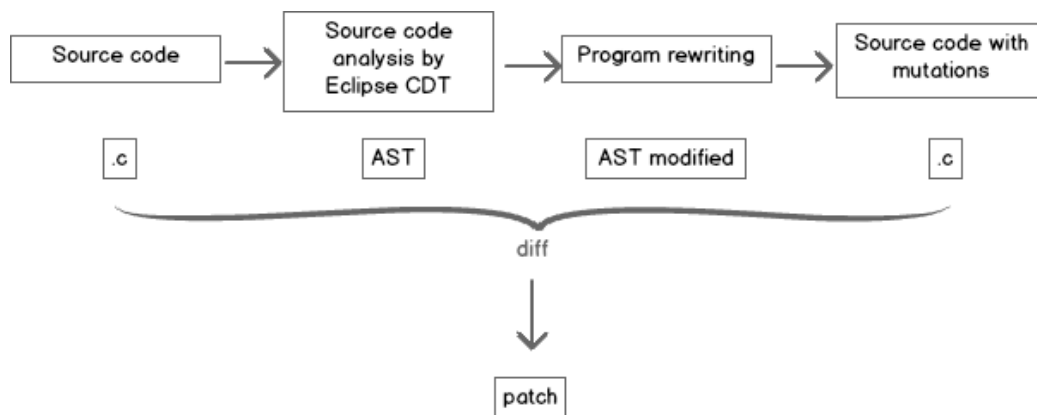 Source code
Source code
analysis by
Eclipse CDT
Program rewriting
Source code with
mutations
.c
AST
AST modified
.c
diff
patch